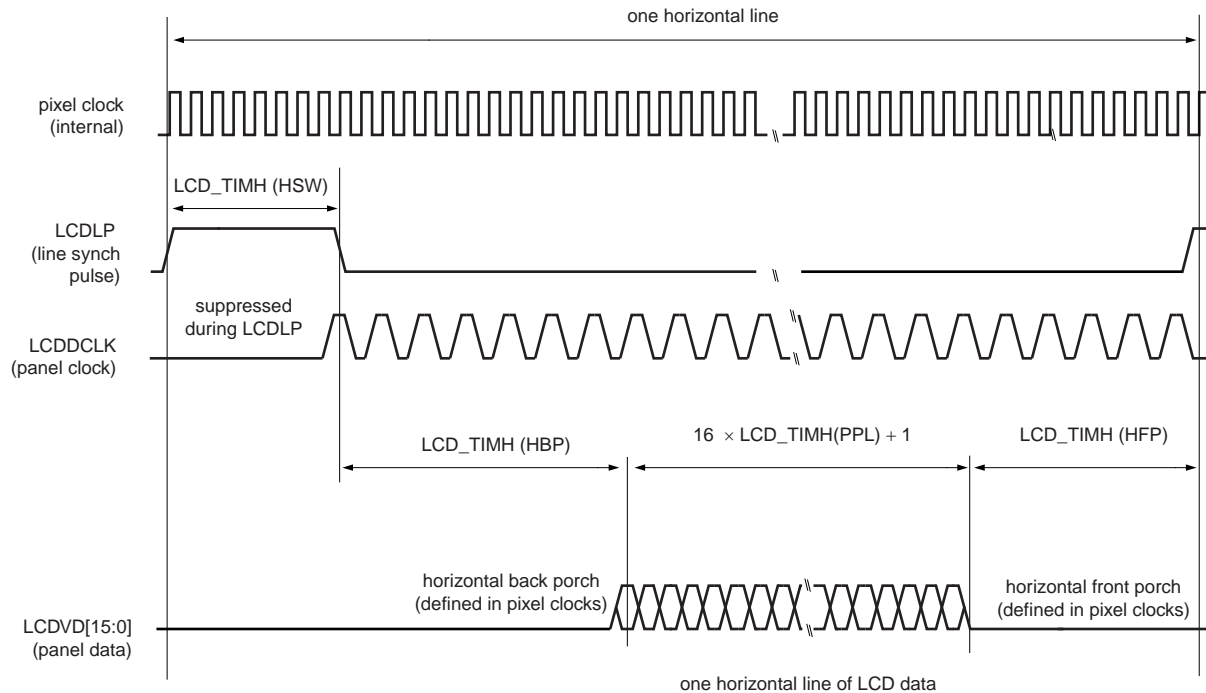 one horizontal line
pixel clock
(internal)
LCD_TIMH (HSW)
LCDLP
(line synch
pulse)
suppressed
during LCDLP
LCDDCLK
(panel clock)
LCD_TIMH (HBP)
16 × LCD_TIMH(PPL) + 1
LCD_TIMH (HFP)
horizontal back porch
(defined in pixel clocks)
horizontal front porch
(defined in pixel clocks)
LCDVD[15:0]
(panel data)
one horizontal line of LCD data